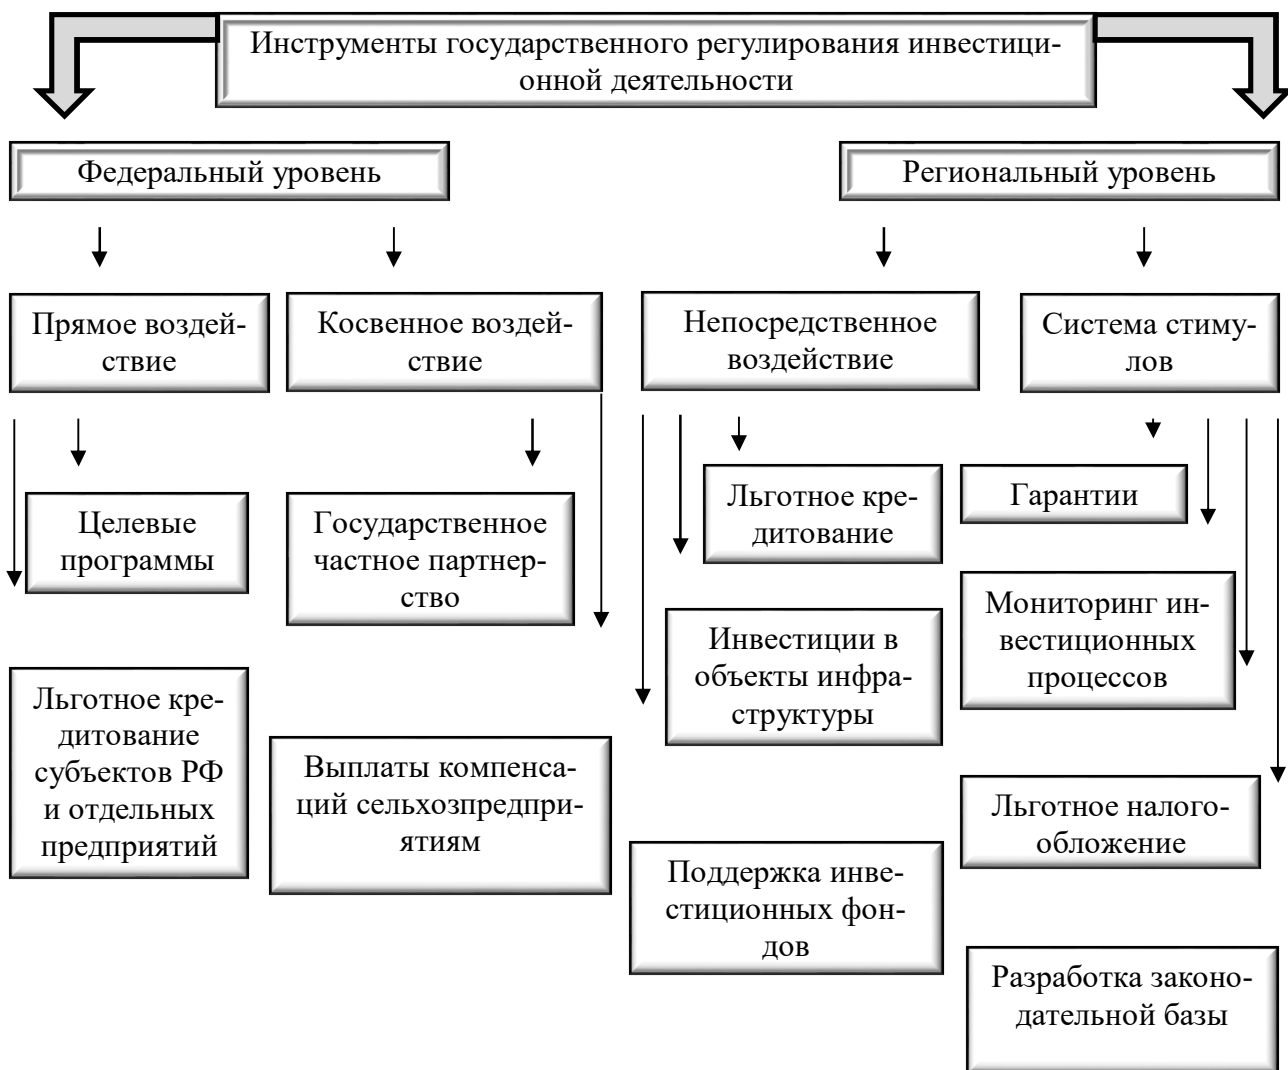 Инструменты государственного регулирования инвестици-
онной деятельности
Федеральный уровень
Региональный уровень
Прямое воздей-
ствие
Косвенное воздей-
ствие
Непосредственное
воздействие
Система стиму-
лов
Целевые
программы
Государственное
частное партнер-
ство
Льготное кре-
дитование
Гарантии
Инвестиции в
объекты инфра-
структуры
Мониторинг ин-
вестиционных
процессов
Льготное кре-
дитование
субъектов РФ
и отдельных
предприятий
Выплаты компенса-
ций сельхозпредпри-
ятиям
Поддержка инве-
стиционных фон-
дов
Льготное налого-
обложение
Разработка законо-
дательной базы